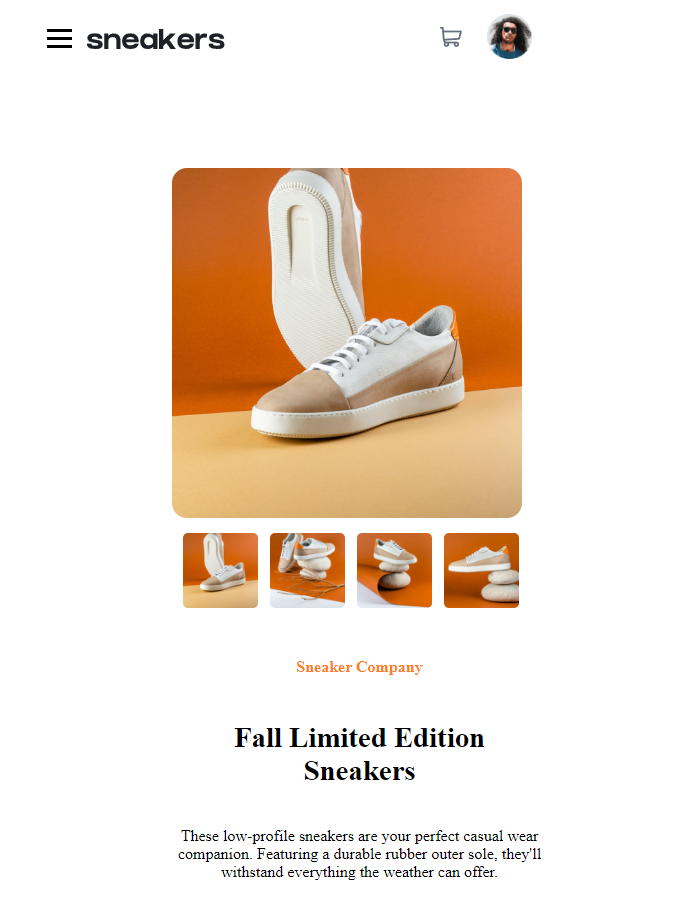 sneakers
Sneaker Company
Fall Limited Edition
Sneakers
These low-profile sneakers are your perfect casual wear
companion. Featuring a durable rubber outer sole, they'll
withstand everything the weather can offer.